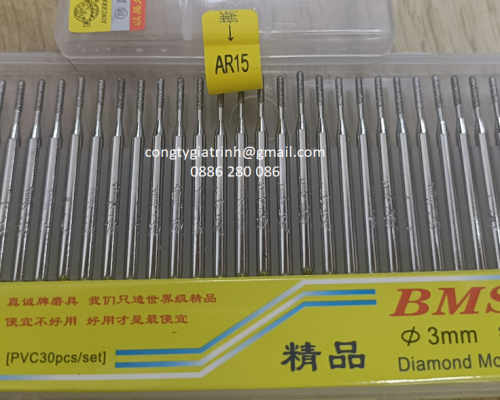 AR15
congtygiatrinh@gmail.com
0886 280 086
真诚牌磨具 我们只造世界级精品
便宜不好用 好用才是最便宜
[PVC30pcs/set]
精品
BMS
Φ 3mm
Diamond Mo